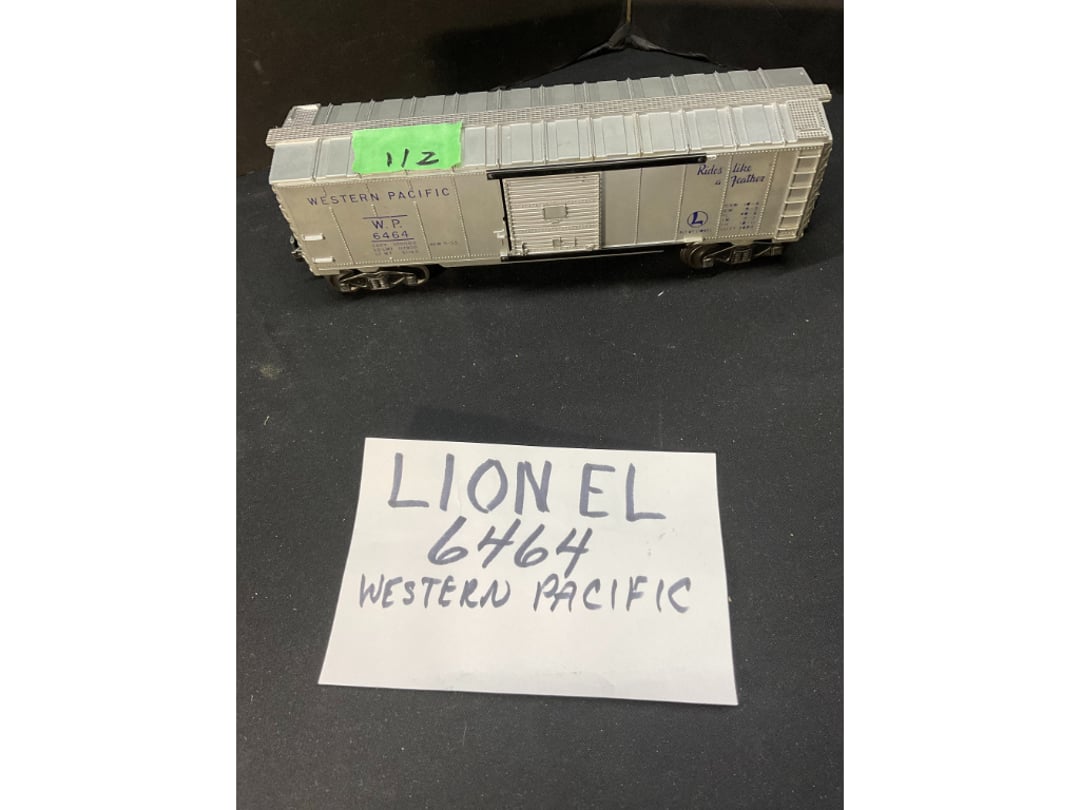 112
WESTERN PACIFIC
W.P.
6464
Rides like
a Feather
L
LIONEL
6464
WESTERN PACIFIC